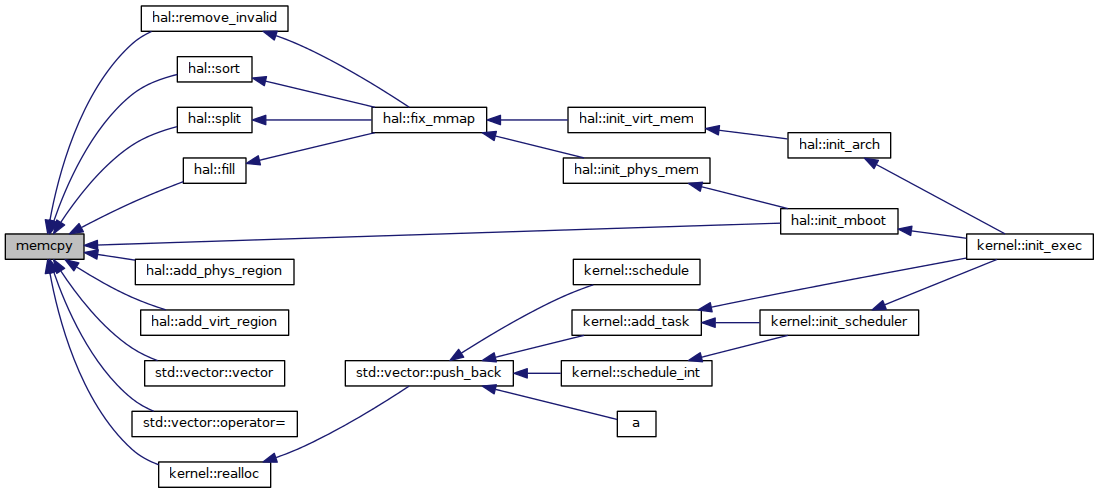 hal::remove_invalid
hal::sort
hal::split
hal::fix_mmap
hal::init_virt_mem
hal::init_arch
hal::fill
hal::init_phys_mem
hal::init_mboot
memcpy
kernel::init_exec
hal::add_phys_region
kernel::schedule
hal::add_virt_region
kernel::add_task
kernel::init_scheduler
std::vector::vector
std::vector::push_back
kernel::schedule_int
std::vector::operator=
a
kernel::realloc